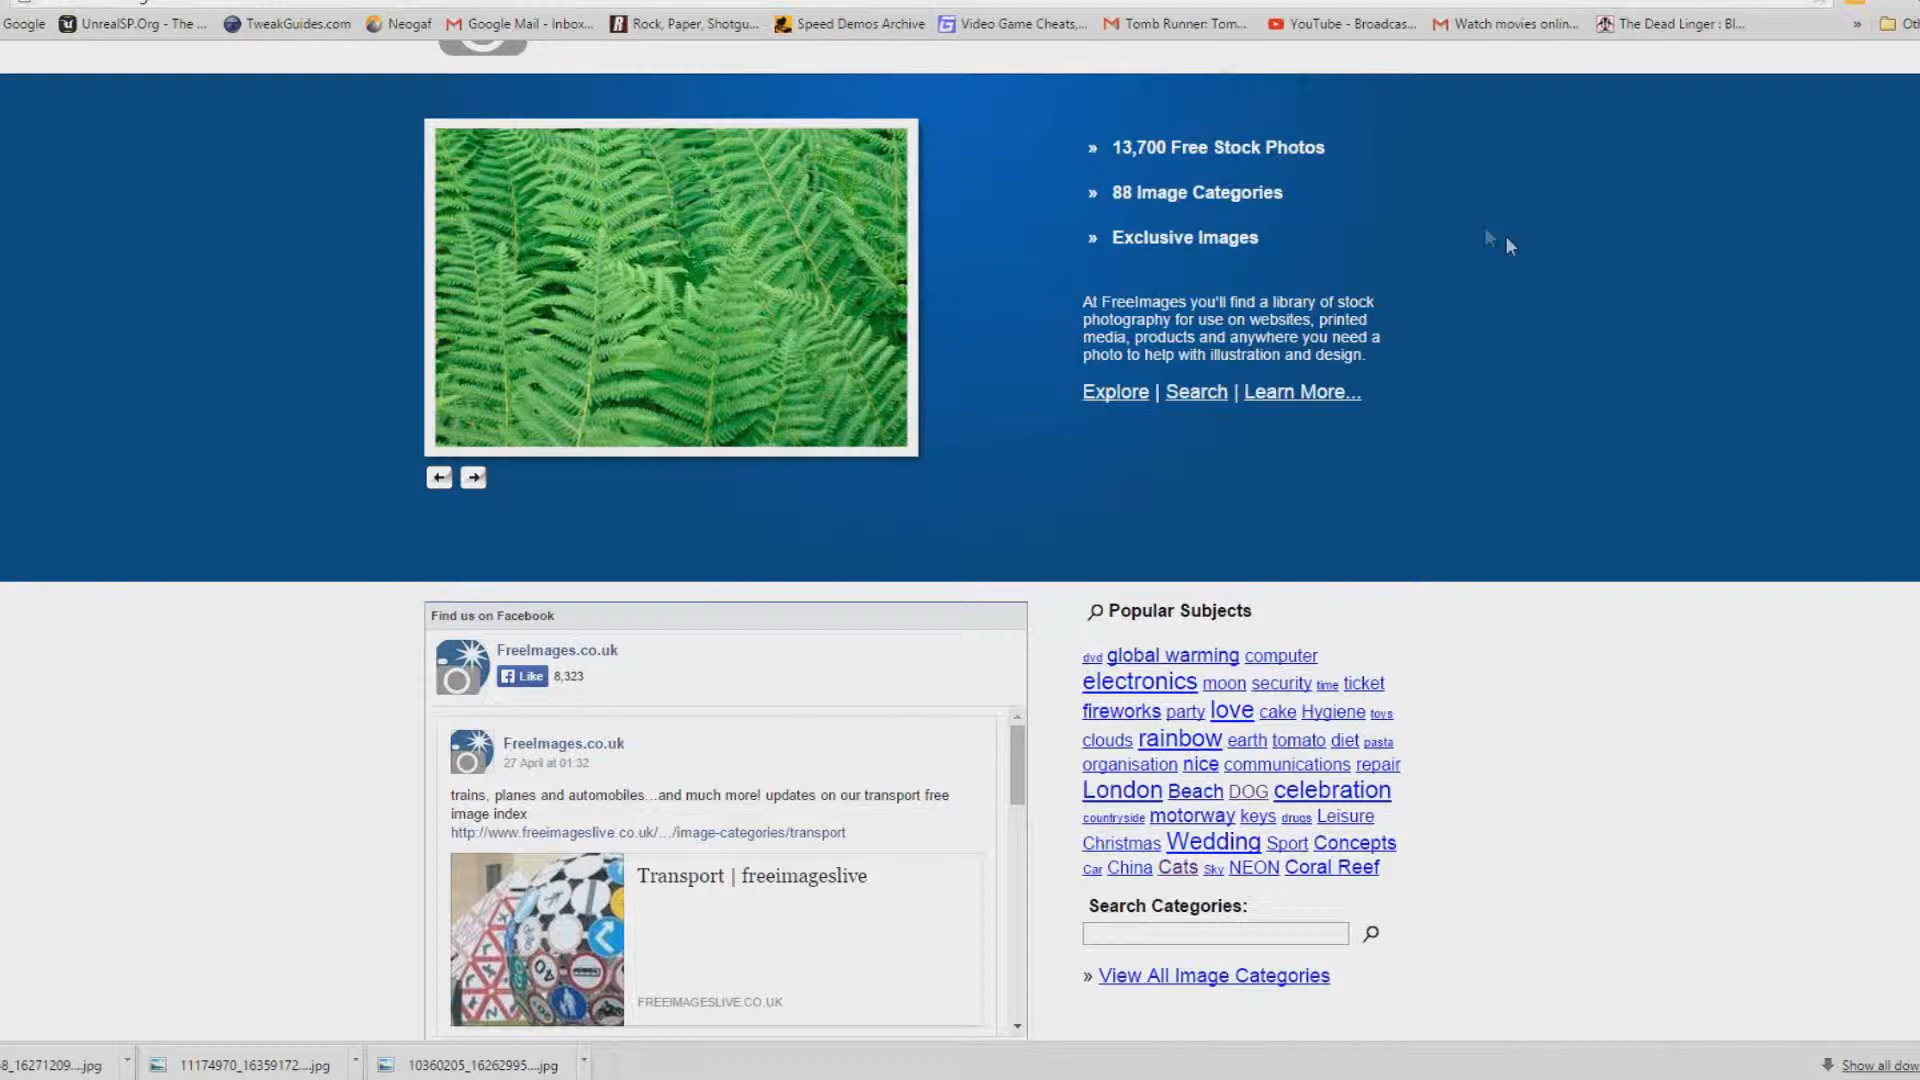 Google UnrealSP.Org - The ... TweakGuides.com Neogaf Google Mail - Inbox... Rock, Paper, Shotgu... Speed Demos Archive Video Game Cheats,... Tomb Runner: Tom... YouTube - Broadcas... Watch movies onlin... The Dead Linger : Bl... » Oth
» 13,700 Free Stock Photos
» 88 Image Categories
» Exclusive Images
At FreeImages you'll find a library of stock
photography for use on websites, printed
media, products and anywhere you need a
photo to help with illustration and design.
Explore | Search | Learn More...
Find us on Facebook
FreeImages.co.uk
Like 8,323
FreeImages.co.uk
27 April at 01:32
trains, planes and automobiles...and much more! updates on our transport free
image index
http://www.freeimageslive.co.uk/.../image-categories/transport
Transport | freeimageslive
FREEIMAGESLIVE.CO.UK
Popular Subjects
dvd global warming computer
electronics moon security time ticket
fireworks party love cake Hygiene toys
clouds rainbow earth tomato diet pasta
organisation nice communications repair
London Beach DOG celebration
countryside motorway keys drugs Leisure
Christmas Wedding Sport Concepts
Car China Cats Sky NEON Coral Reef
Search Categories:
» View All Image Categories
8_16271209....jpg 11174970_16359172....jpg 10360205_16262995....jpg Show all dow